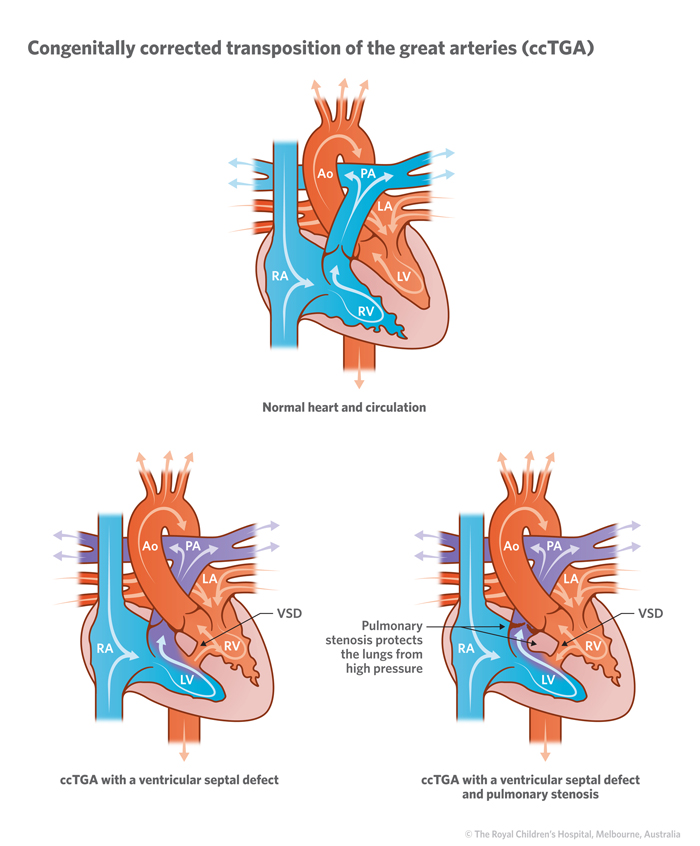 Congenitally corrected transposition of the great arteries (ccTGA)
Ao
PA
LA
RA
LV
RV
Normal heart and circulation
Ao
PA
LA
VSD
RA
RV
LV
ccTGA with a ventricular septal defect
Ao
PA
LA
VSD
Pulmonary
stenosis protects
the lungs from
high pressure
RA
RV
LV
ccTGA with a ventricular septal defect
and pulmonary stenosis
© The Royal Children's Hospital, Melbourne, Australia